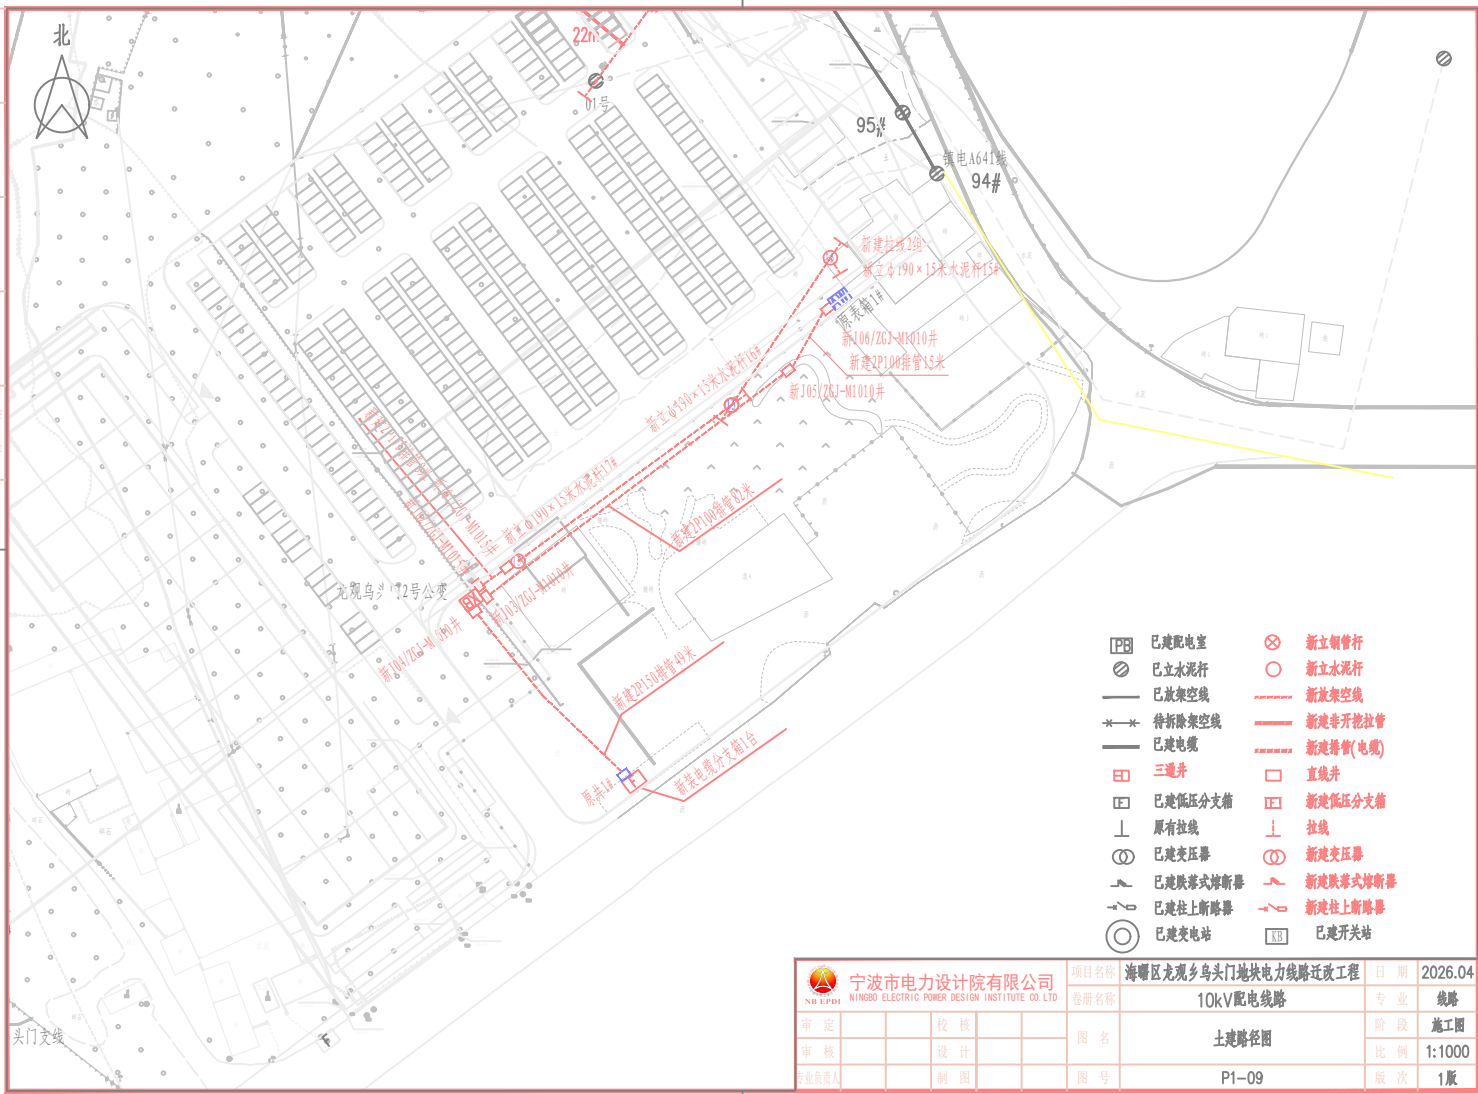 北
22m
01号
95#
镇电A641线
94#
新建拉线2组
新立ф190×15米水泥杆15#
原表箱1#
新J06/ZGJ-M1010井
新建2P100排管15米
新J05/ZGJ-M1010井
新立ф190×15米水泥杆16#
新立ф190×15米水泥杆17#
新建2P100排管82米
新J03/ZGJ-M1010井
龙观乌头门2号公变
新建2P150排管49米
新装电缆分支箱1台
原井1#
头门支线
PB 已建配电室 新立钢管杆
已立水泥杆 新立水泥杆
已放架空线 新放架空线
待拆除架空线 新建非开挖拉管
已建电缆 新建排管(电缆)
三通井 直线井
F 已建低压分支箱 F 新建低压分支箱
原有拉线 拉线
已建变压器 新建变压器
已建跌落式熔断器 新建跌落式熔断器
已建柱上断路器 新建柱上断路器
已建变电站 KB 已建开关站
NB EPDI
宁波市电力设计院有限公司
NINGBO ELECTRIC POWER DESIGN INSTITUTE CO.LTD
项目名称 海曙区龙观乡乌头门地块电力线路迁改工程 日期 2026.04
卷册名称 10kV配电线路 专业 线路
审定 校核 图名 土建路径图 阶段 施工图
审核 设计 比例 1:1000
专业负责人 制图 图号 P1-09 版次 1版